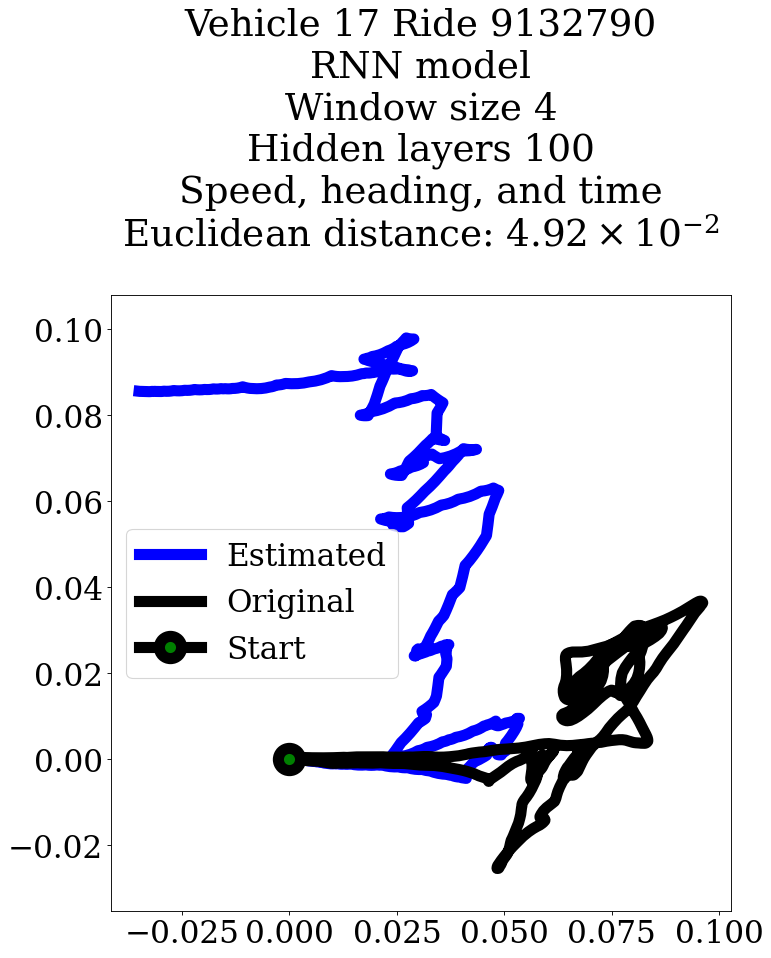 Vehicle 17 Ride 9132790
RNN model
Window size 4
Hidden layers 100
Speed, heading, and time
Euclidean distance: 4.92 × 10⁻²
0.10
0.08
0.06
0.04
0.02
0.00
−0.02
Estimated
Original
Start
−0.025 0.000 0.025 0.050 0.075 0.100